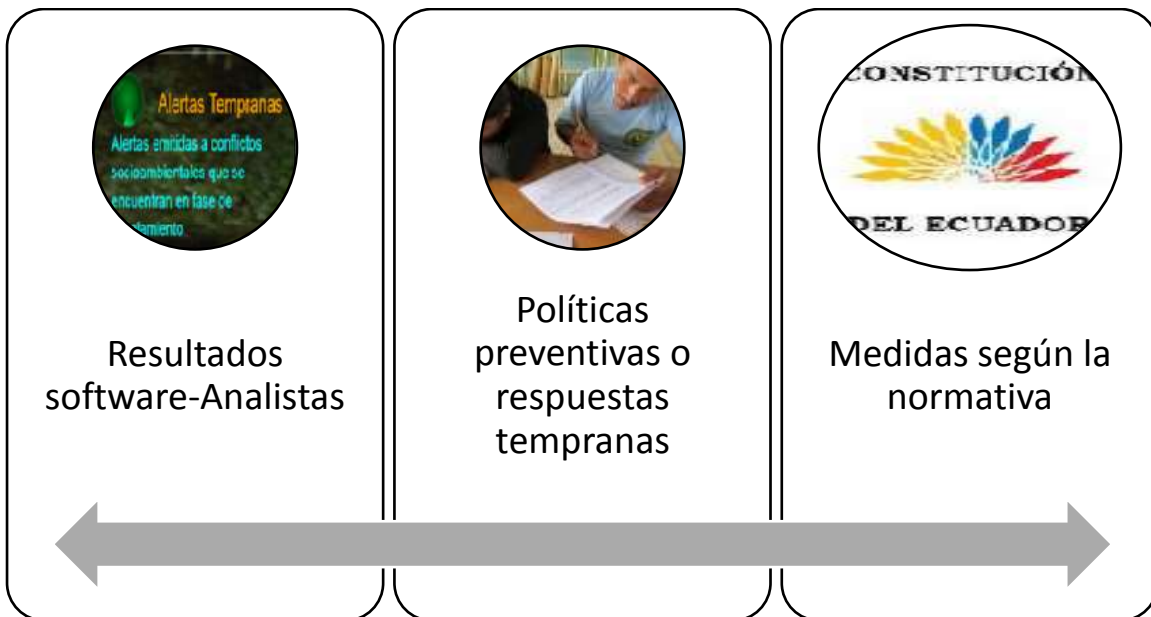 Alertas Tempranas
Alertas emitidas a conflictos
socioambientales que se
encuentran en fase de
CONSTITUCIÓN
DEL ECUADOR
Resultados
software-Analistas
Políticas
preventivas o
respuestas
tempranas
Medidas según la
normativa